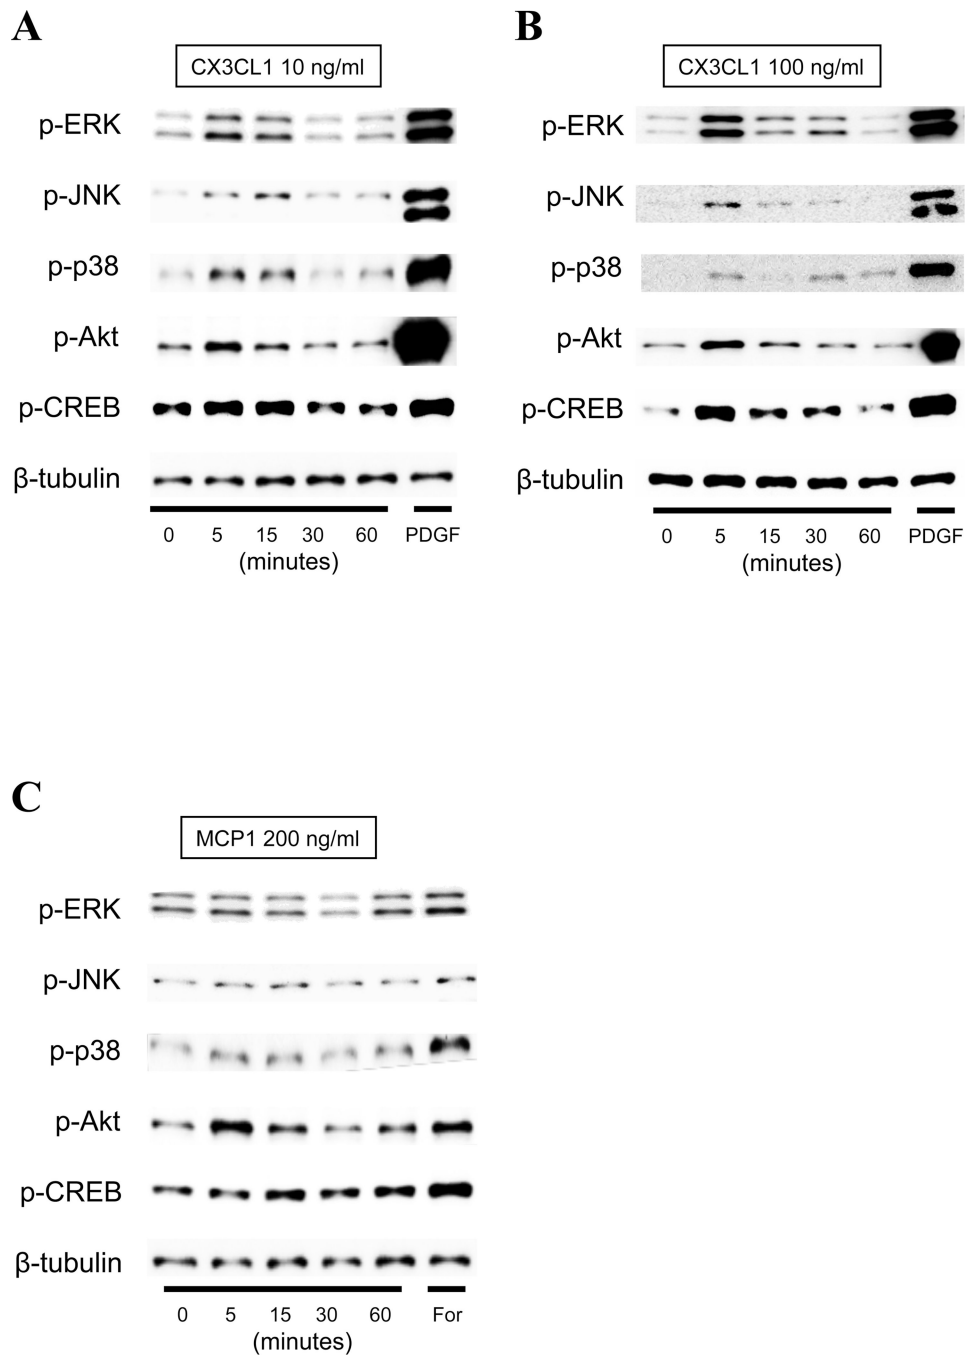 A
CX3CL1 10 ng/ml
p-ERK
p-JNK
p-p38
p-Akt
p-CREB
β-tubulin
0 5 15 30 60 PDGF
(minutes)
B
CX3CL1 100 ng/ml
p-ERK
p-JNK
p-p38
p-Akt
p-CREB
β-tubulin
0 5 15 30 60 PDGF
(minutes)
C
MCP1 200 ng/ml
p-ERK
p-JNK
p-p38
p-Akt
p-CREB
β-tubulin
0 5 15 30 60 For
(minutes)